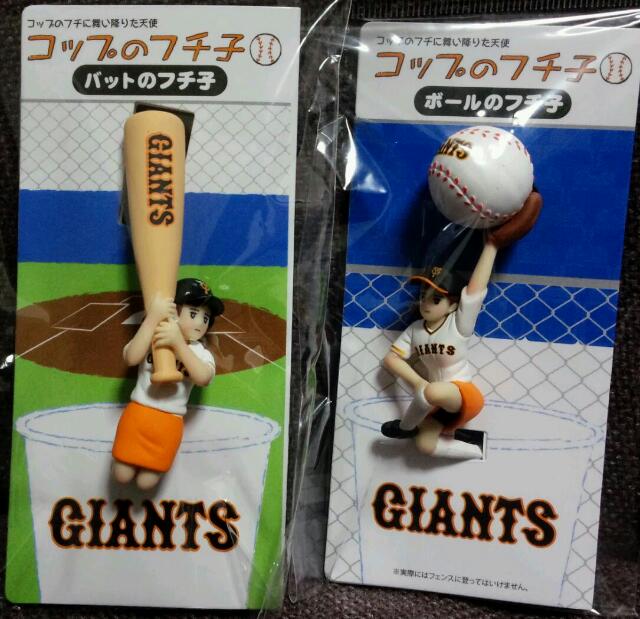 コップのフチに舞い降りた天使
コップのフチ子
バットのフチ子
GIANTS
GIANTS
コップのフチに舞い降りた天使
コップのフチ子
ボールのフチ子
GIANTS
GIANTS
※実際にはフェンスに登ってはいけません。